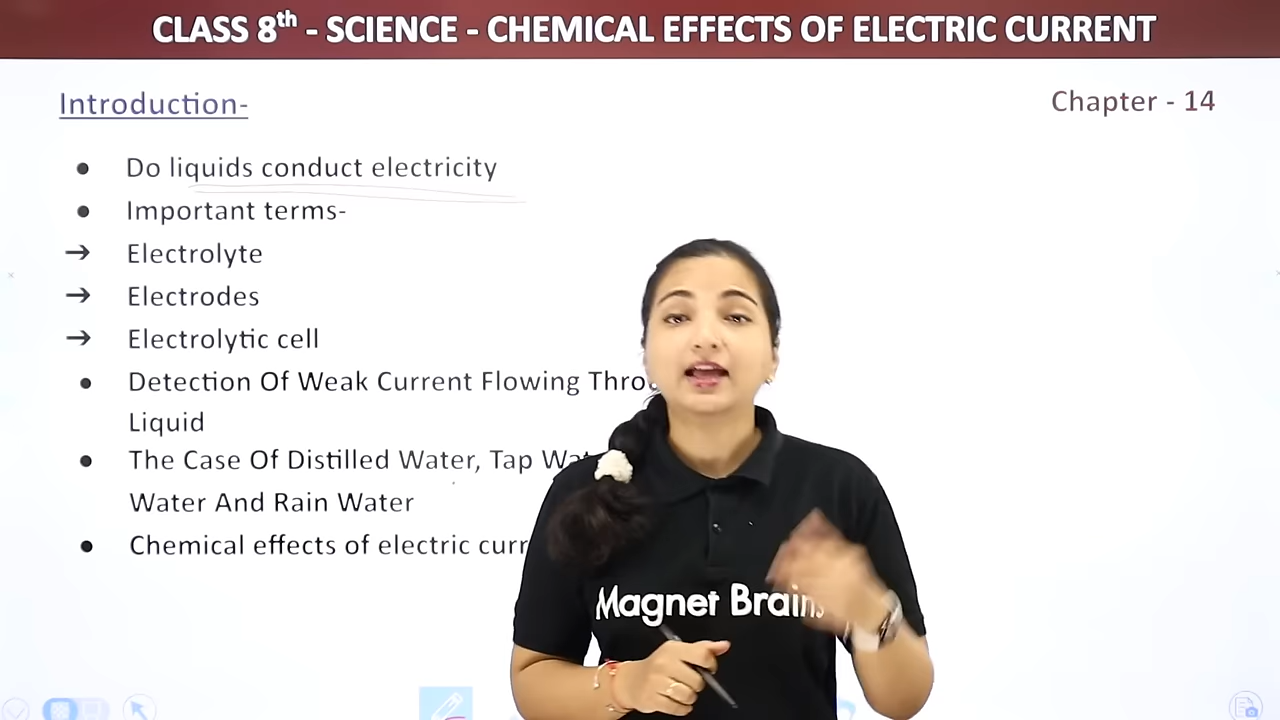 CLASS 8th - SCIENCE - CHEMICAL EFFECTS OF ELECTRIC CURRENT
Introduction-
Chapter - 14
● Do liquids conduct electricity
● Important terms-
➔ Electrolyte
➔ Electrodes
➔ Electrolytic cell
● Detection Of Weak Current Flowing
Liquid
● The Case Of Distilled Water, Tap
Water And Rain Water
● Chemical effects of electric
Magnet Brains